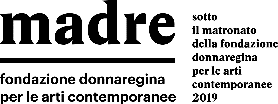 madre
fondazione donnaregina
per le arti contemporanee
sotto
il matronato
della fondazione
donnaregina
per le arti
contemporanee
2019